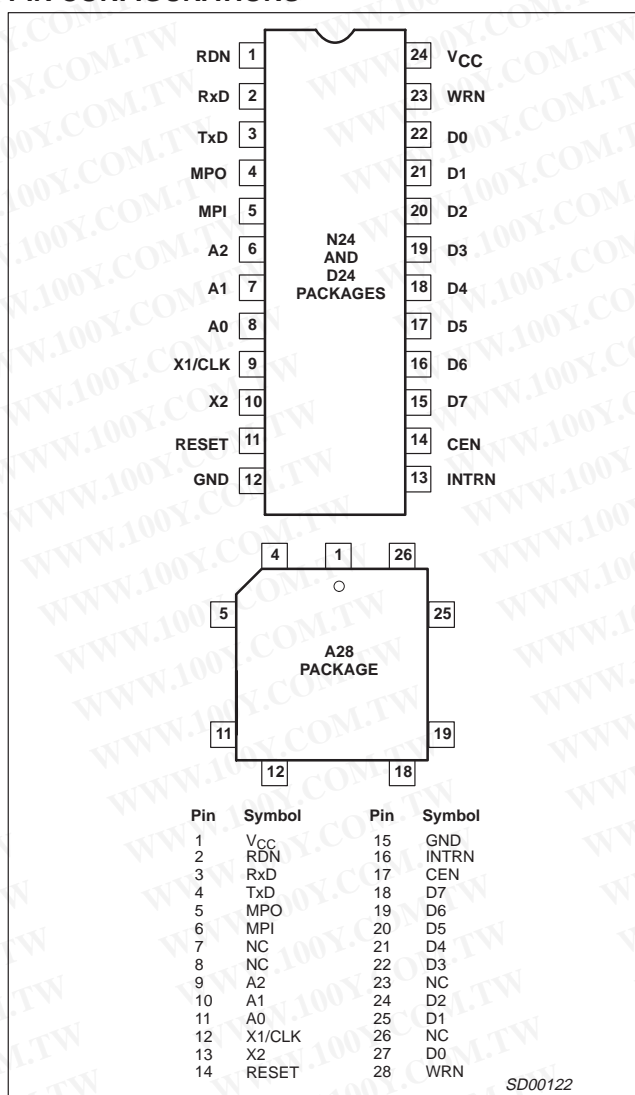 PIN CONFIGURATIONS
RDN 1 24 VCC
RxD 2 23 WRN
TxD 3 22 D0
MPO 4 21 D1
MPI 5 20 D2
A2 6 19 D3
A1 7 18 D4
A0 8 17 D5
X1/CLK 9 16 D6
X2 10 15 D7
RESET 11 14 CEN
GND 12 13 INTRN
N24
AND
D24
PACKAGES
4 1 26
5 25
A28
PACKAGE
11 19
12 18
Pin Symbol Pin Symbol
1 VCC 15 GND
2 RDN 16 INTRN
3 RxD 17 CEN
4 TxD 18 D7
5 MPO 19 D6
6 MPI 20 D5
7 NC 21 D4
8 NC 22 D3
9 A2 23 NC
10 A1 24 D2
11 A0 25 D1
12 X1/CLK 26 NC
13 X2 27 D0
14 RESET 28 WRN
SD00122
WWW.100Y.COM.TW